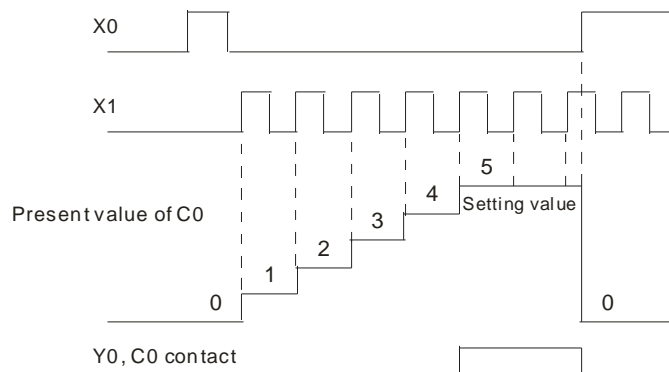 X0
X1
Present value of C0
0
1
2
3
4
5
Setting value
0
Y0, C0 contact